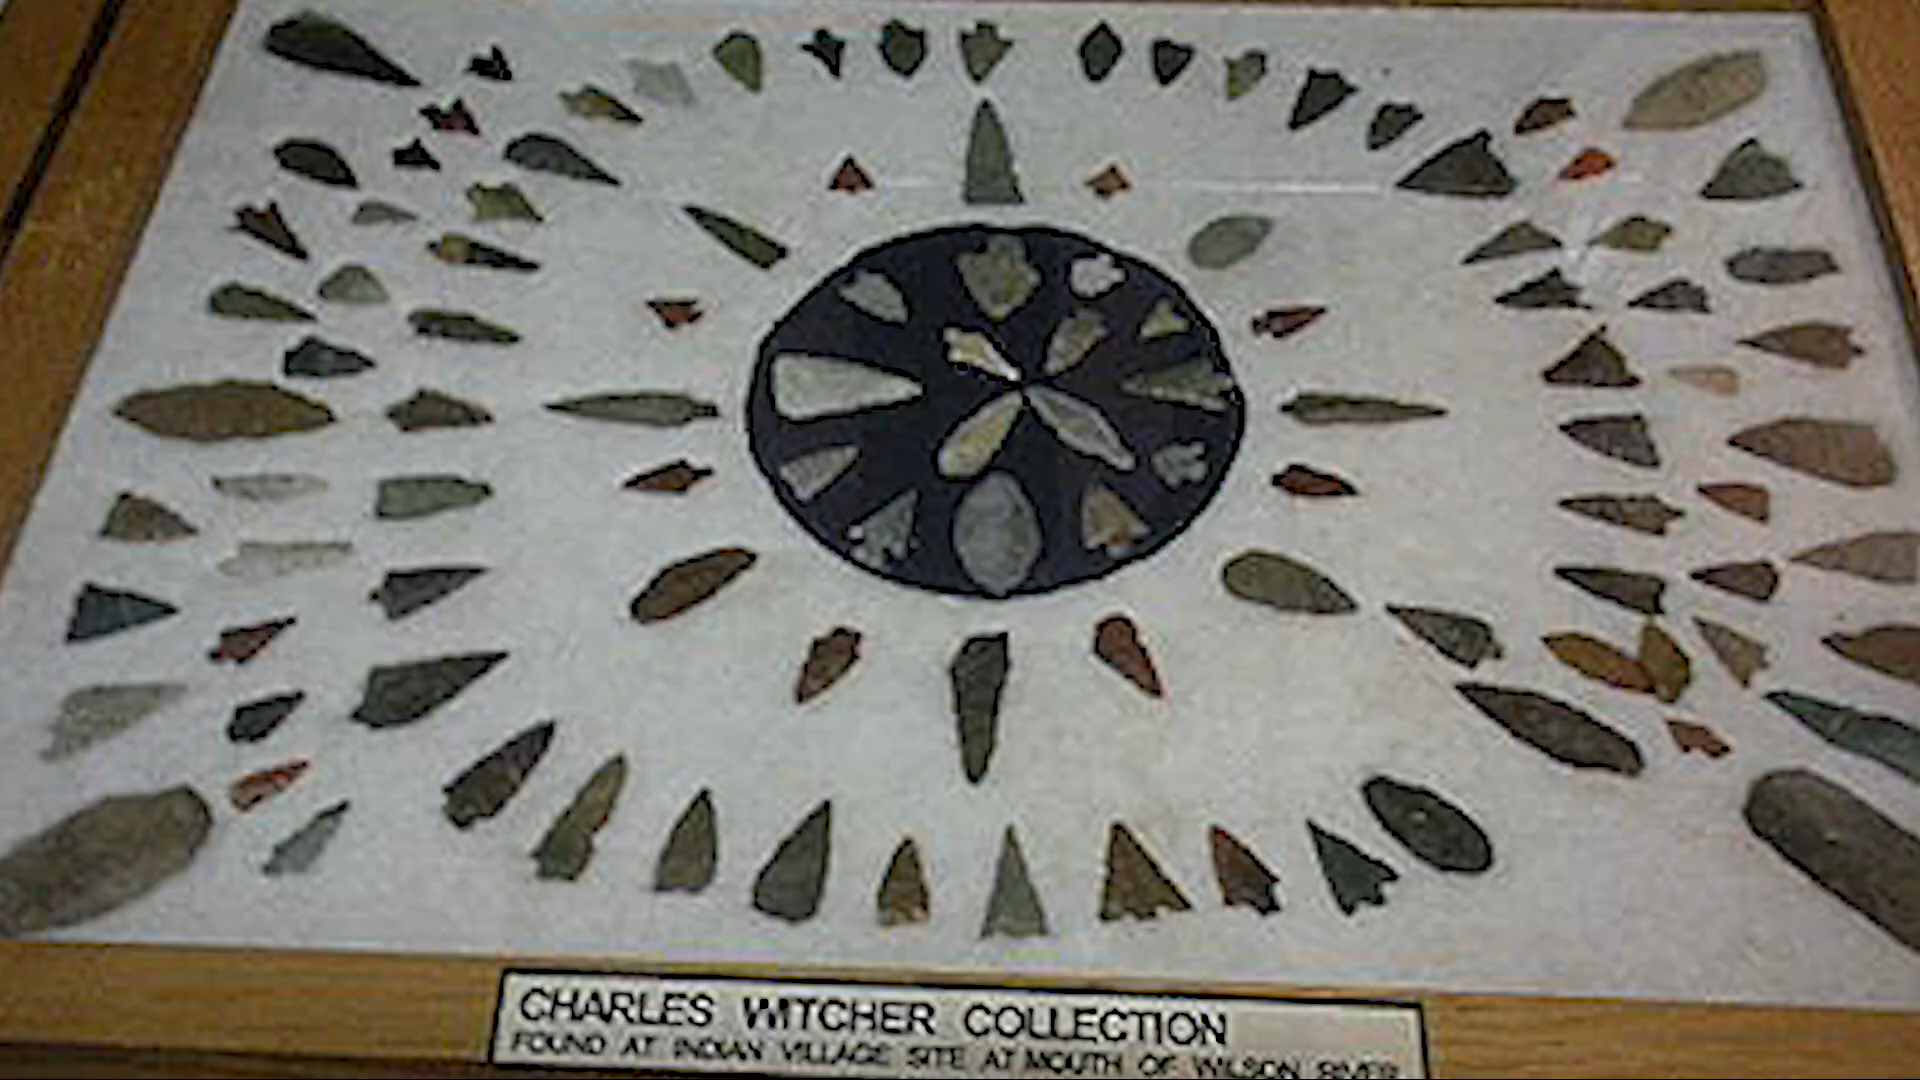 CHARLES WITCHER COLLECTION
FOUND AT INDIAN VILLAGE SITE AT MOUTH OF WILSON RIVER